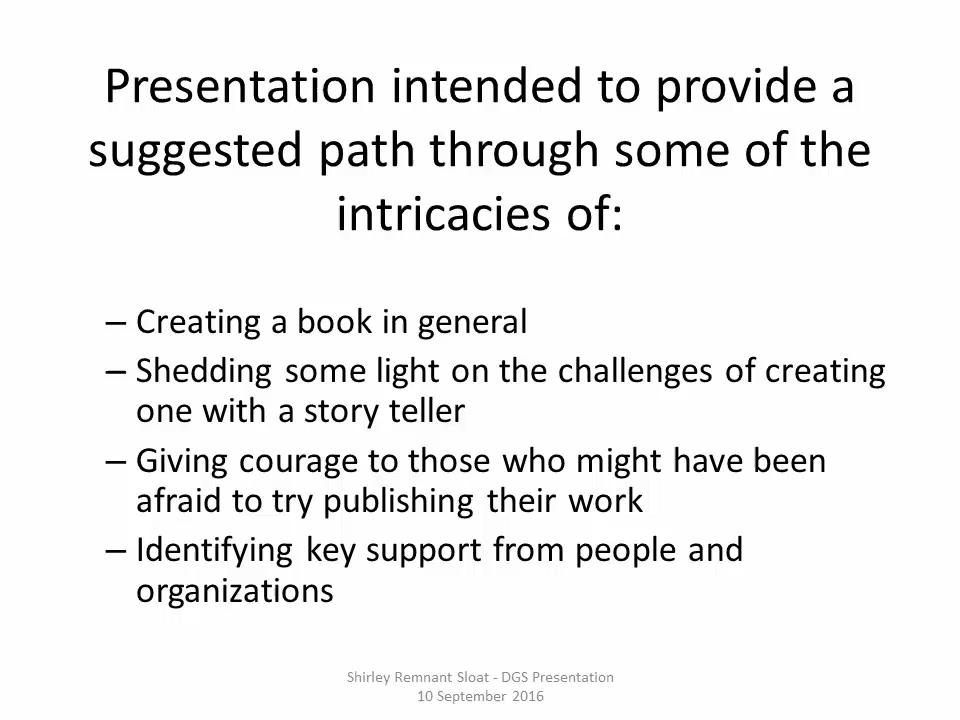 Presentation intended to provide a
suggested path through some of the
intricacies of:
– Creating a book in general
– Shedding some light on the challenges of creating
one with a story teller
– Giving courage to those who might have been
afraid to try publishing their work
– Identifying key support from people and
organizations
Shirley Remnant Sloat - DGS Presentation
10 September 2016